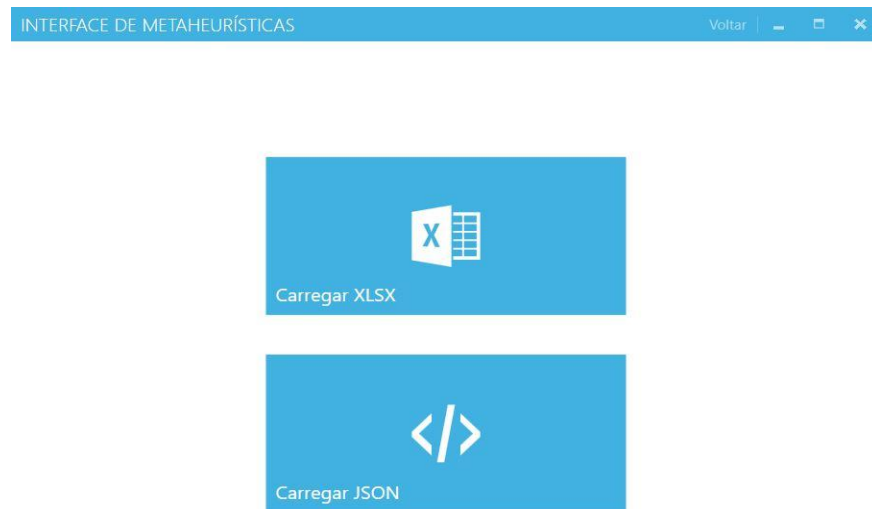 INTERFACE DE METAHEURÍSTICAS Voltar
X
Carregar XLSX
</>
Carregar JSON